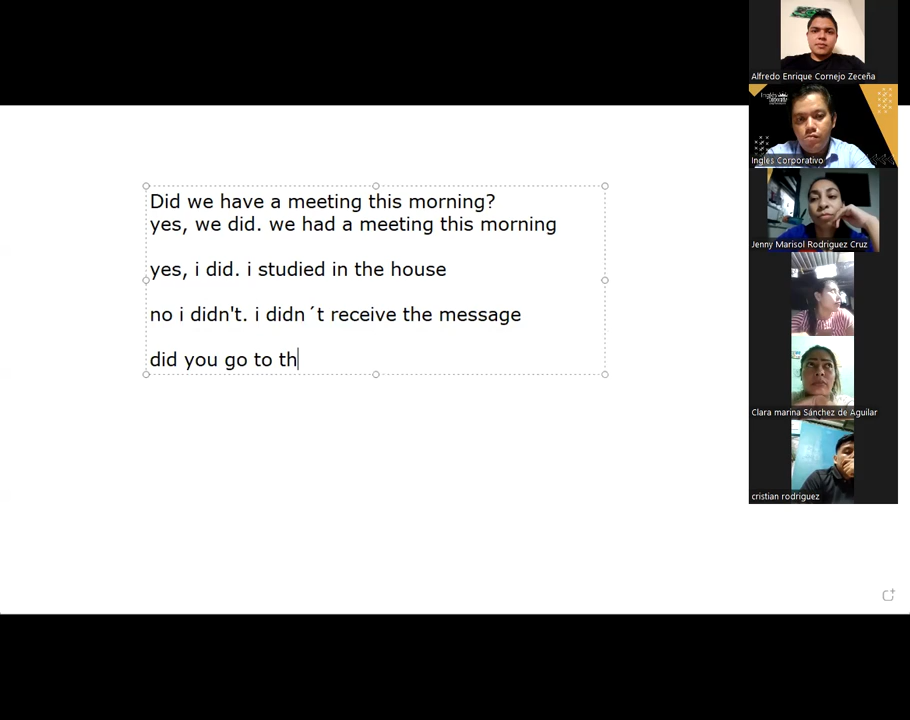 Did we have a meeting this morning?
yes, we did. we had a meeting this morning
yes, i did. i studied in the house
no i didn't. i didn´t receive the message
did you go to th
Alfredo Enrique Cornejo Zeceña
Ingles Corporativo
Jenny Marisol Rodriguez Cruz
Clara marina Sánchez de Aguilar
cristian rodriguez